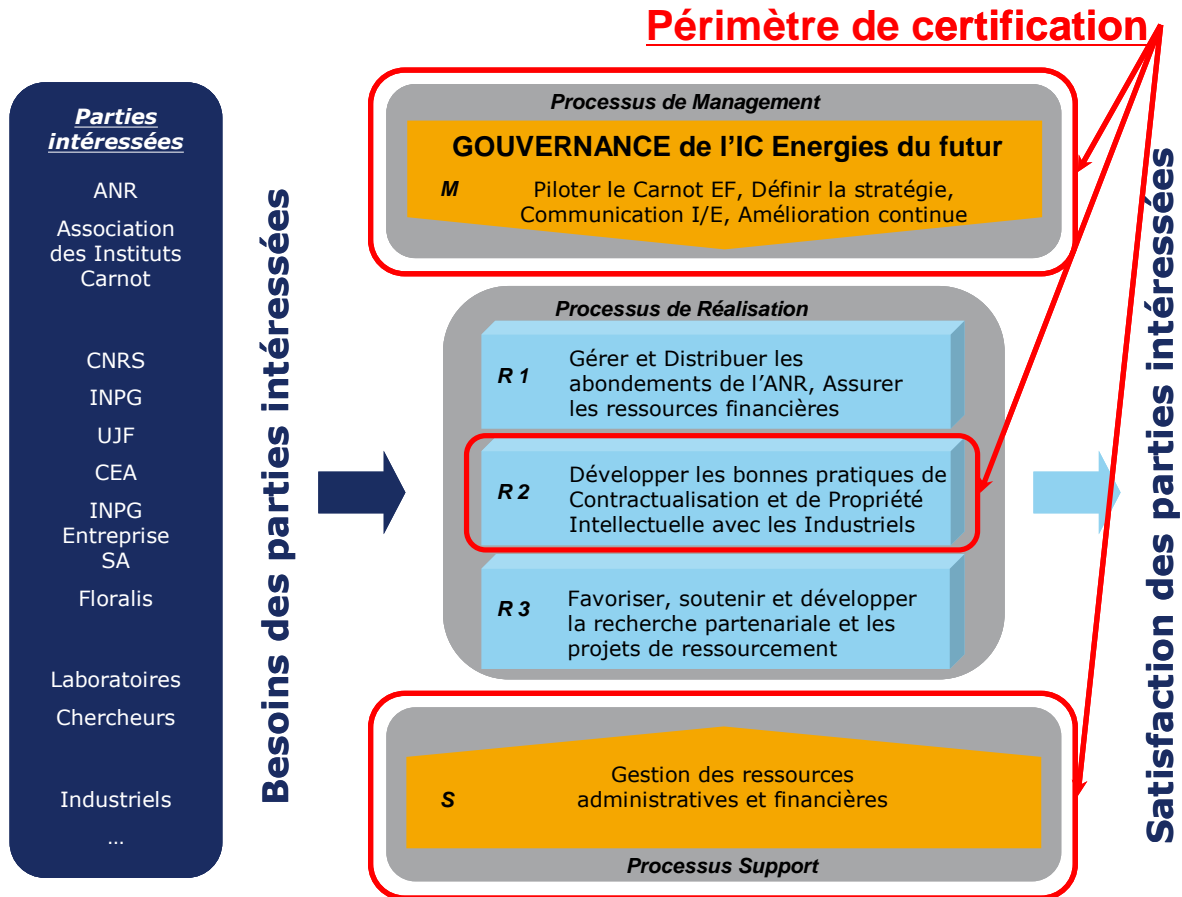 Périmètre de certification
Parties
intéressées
ANR
Association
des Instituts
Carnot
CNRS
INPG
UJF
CEA
INPG
Entreprise
SA
Floralis
Laboratoires
Chercheurs
Industriels
…
Besoins des parties intéressées
Processus de Management
GOUVERNANCE de l’IC Energies du futur
M
Piloter le Carnot EF, Définir la stratégie,
Communication I/E, Amélioration continue
Processus de Réalisation
R 1
Gérer et Distribuer les
abondements de l’ANR, Assurer
les ressources financières
R 2
Développer les bonnes pratiques de
Contractualisation et de Propriété
Intellectuelle avec les Industriels
R 3
Favoriser, soutenir et développer
la recherche partenariale et les
projets de ressourcement
S
Gestion des ressources
administratives et financières
Processus Support
Satisfaction des parties intéressées